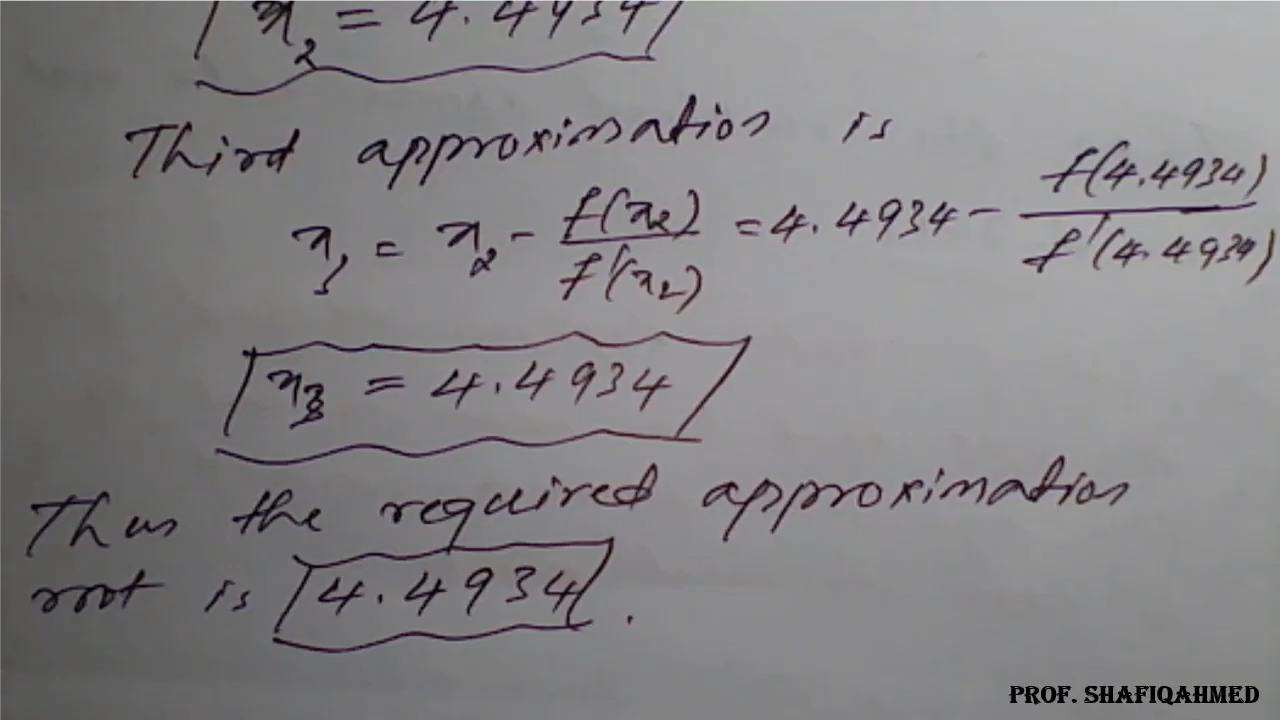 x₂ = 4.4934
Third approximation is
x₃ = x₂ - f(x₂)/f'(x₂) = 4.4934 - f(4.4934)/f'(4.4934)
x₃ = 4.4934
Thus the required approximation
root is 4.4934.
PROF. SHAFIQAHMED